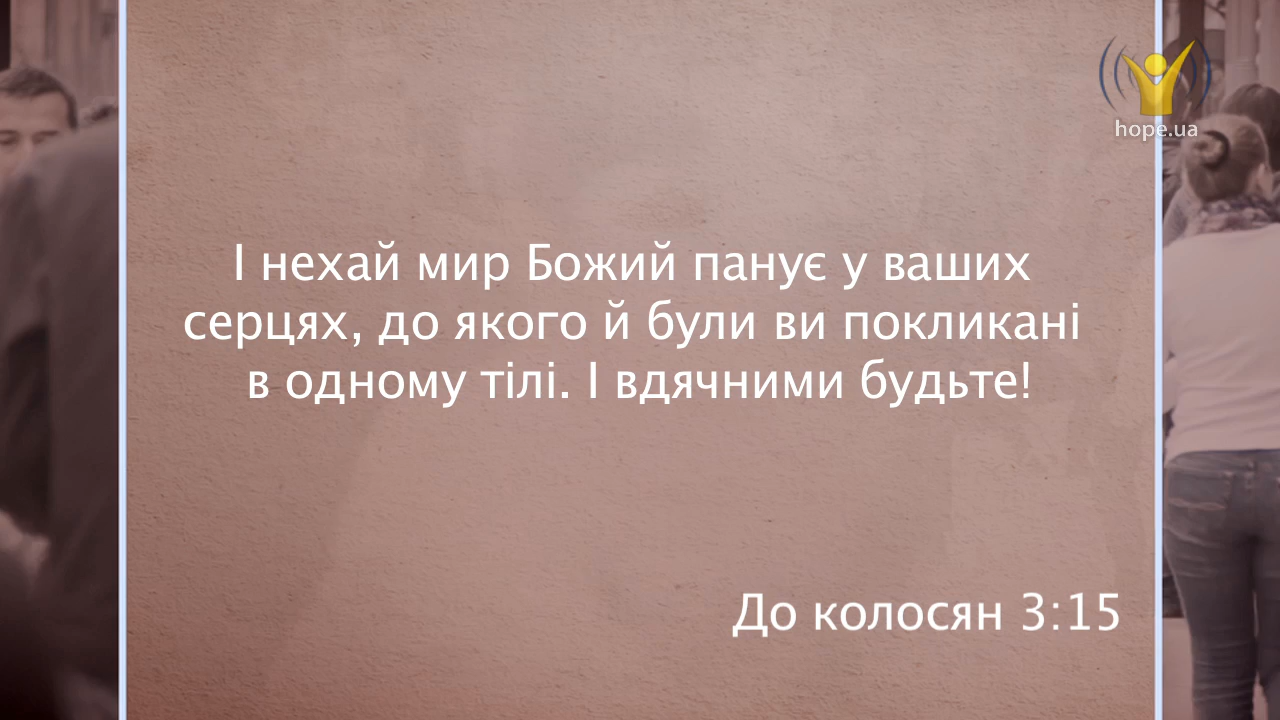 hope.ua
І нехай мир Божий панує у ваших
серцях, до якого й були ви покликані
в одному тілі. І вдячними будьте!
До колосян 3:15